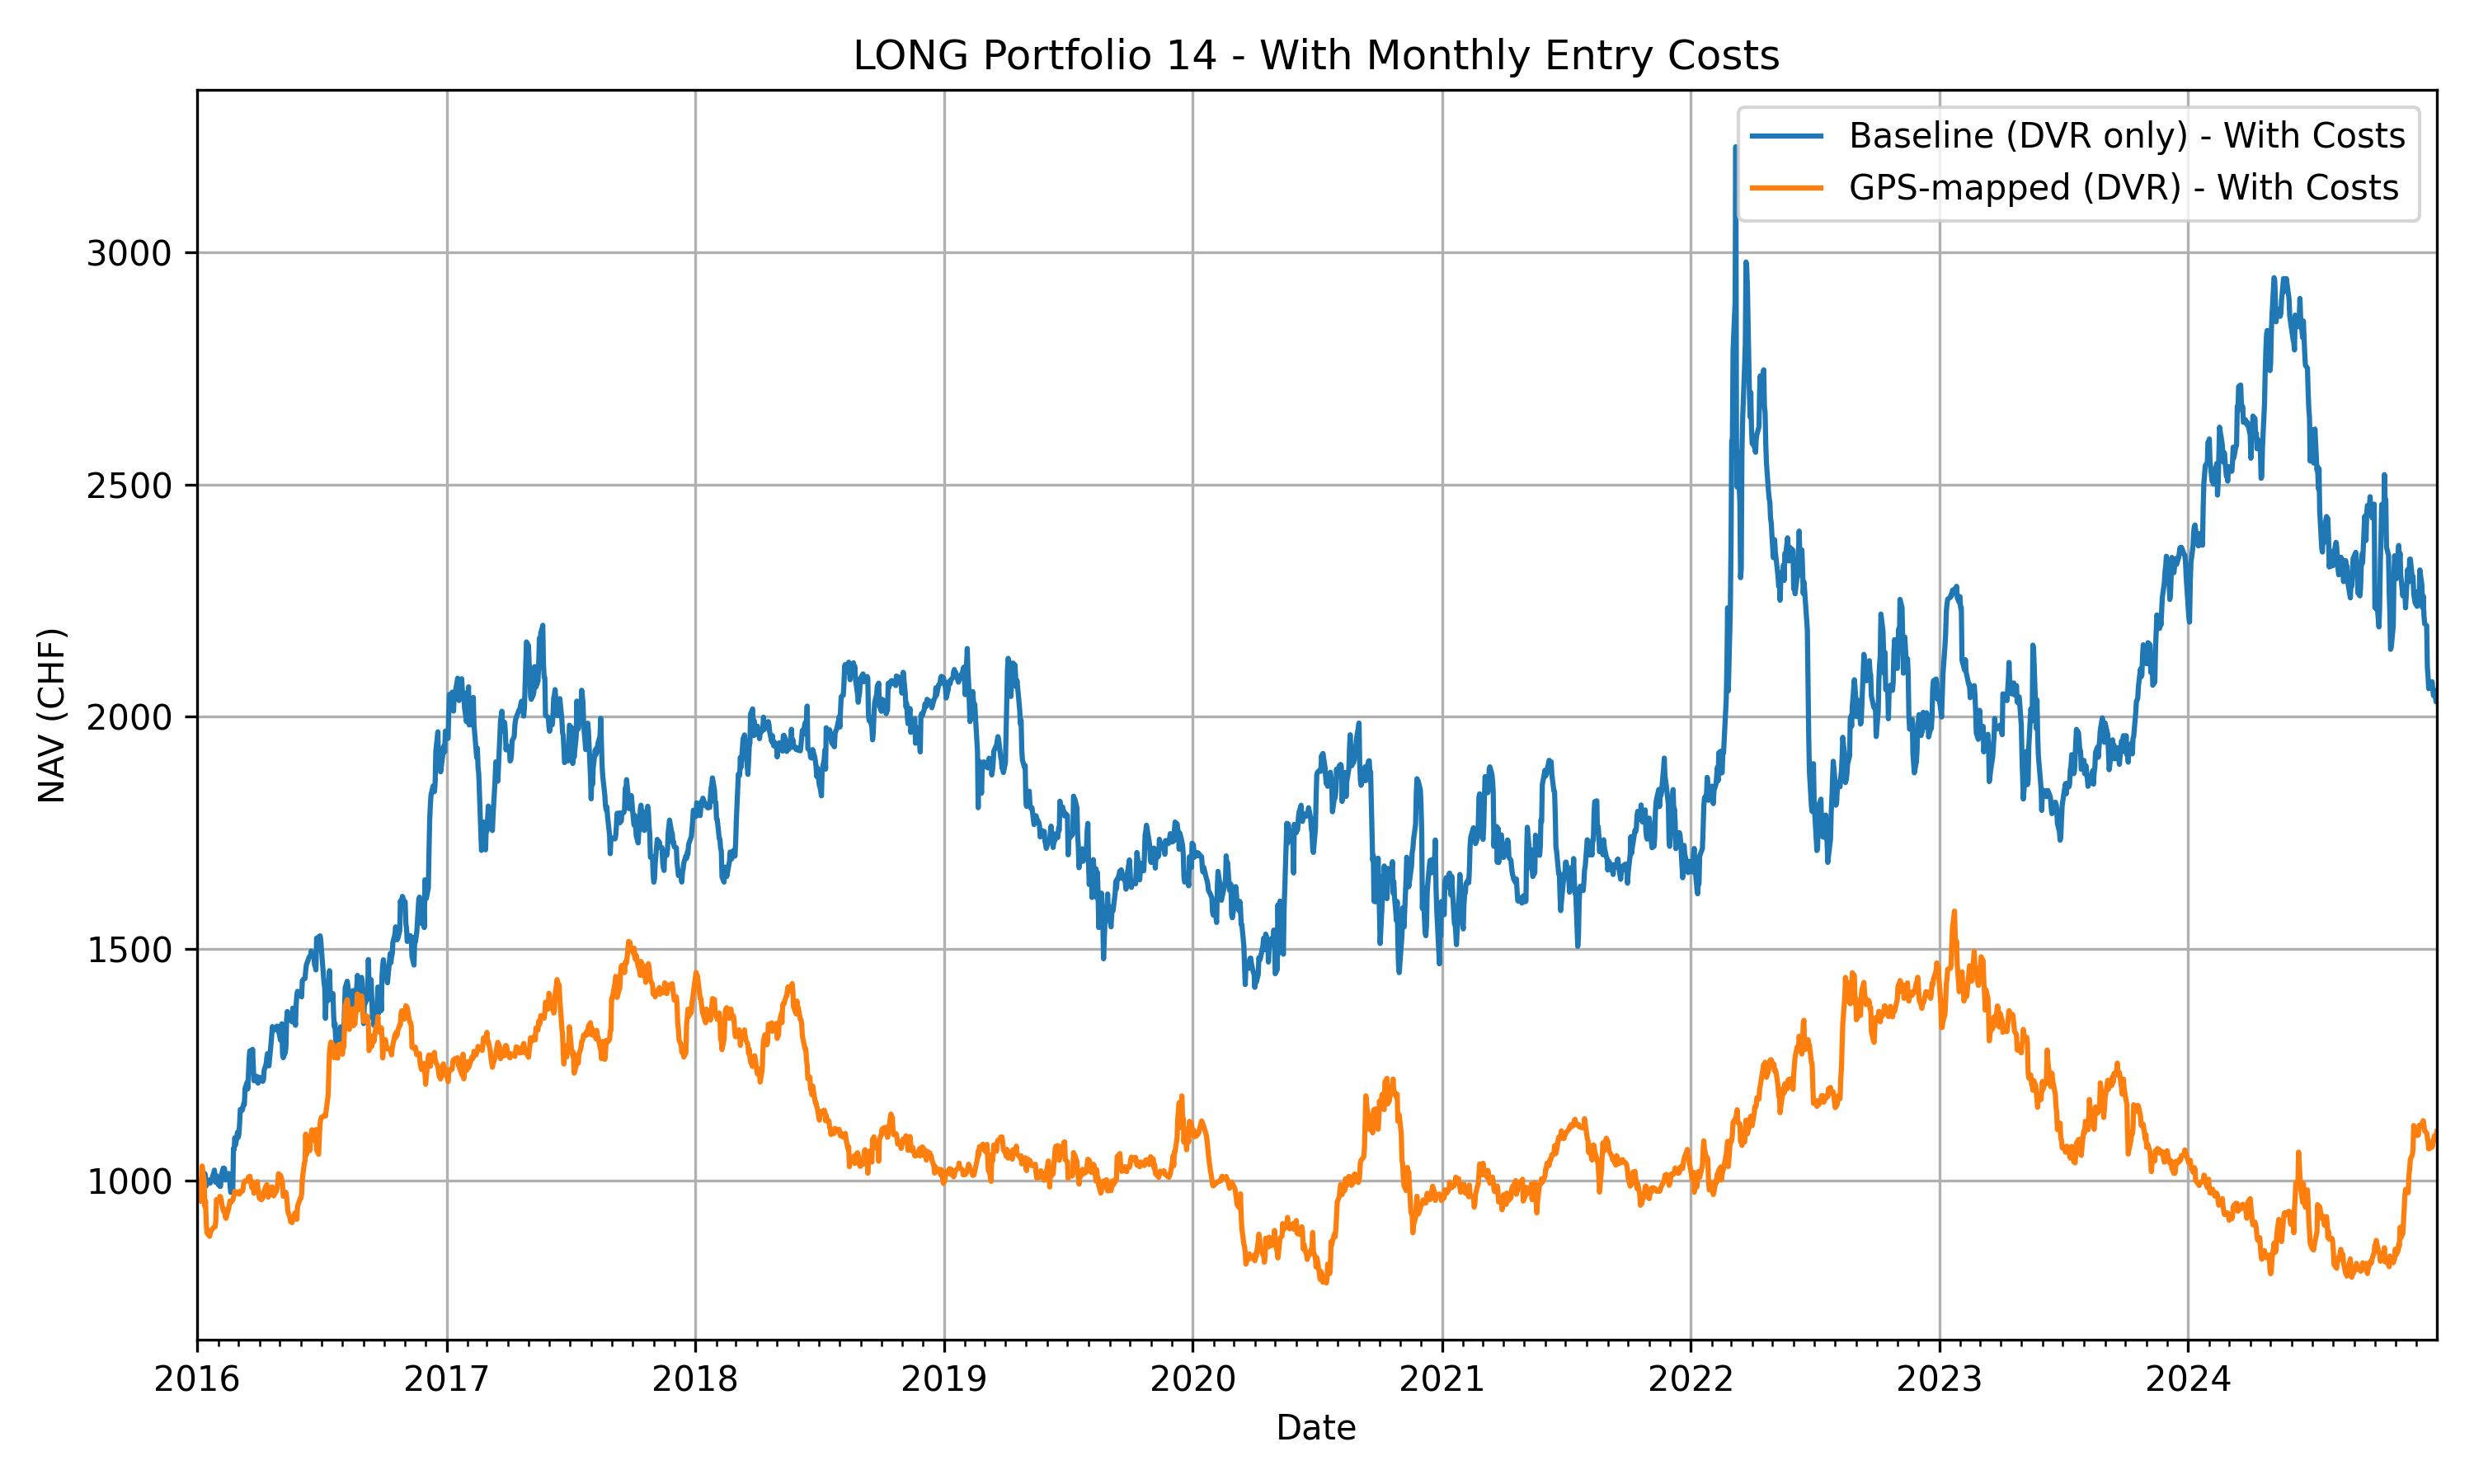 LONG Portfolio 14 - With Monthly Entry Costs
Baseline (DVR only) - With Costs
GPS-mapped (DVR) - With Costs
NAV (CHF)
3000
2500
2000
1500
1000
2016 2017 2018 2019 2020 2021 2022 2023 2024
Date